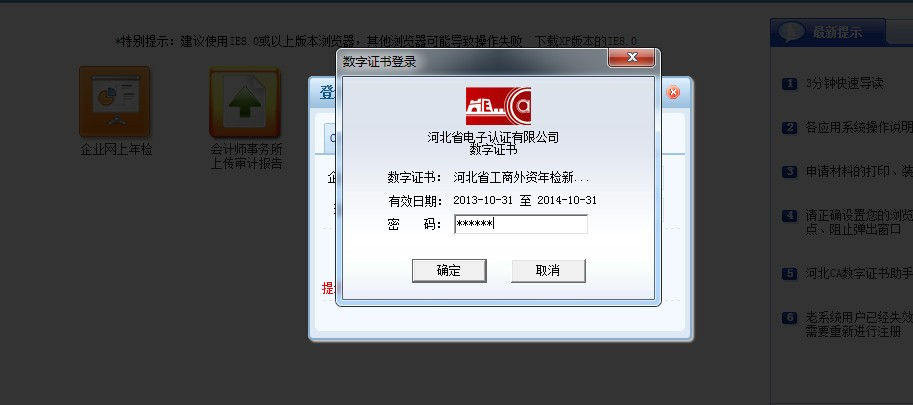 *特别提示：建议使用IE8.0或以上版本浏览器，其他浏览器可能导致操作失败　下载XP版本的IE8.0
最新提示
数字证书登录
企业网上年检
会计师事务所
上传审计报告
河北省电子认证有限公司
数字证书
数字证书： 河北省工商外资年检新...
有效日期： 2013-10-31 至 2014-10-31
密　码： ******
确定
取消
提
1 3分钟快速导读
2 各应用系统操作说明
3 申请材料的打印、装
4 请正确设置您的浏览
点、阻止弹出窗口
5 河北CA数字证书助手
6 老系统用户已经失效
需要重新进行注册